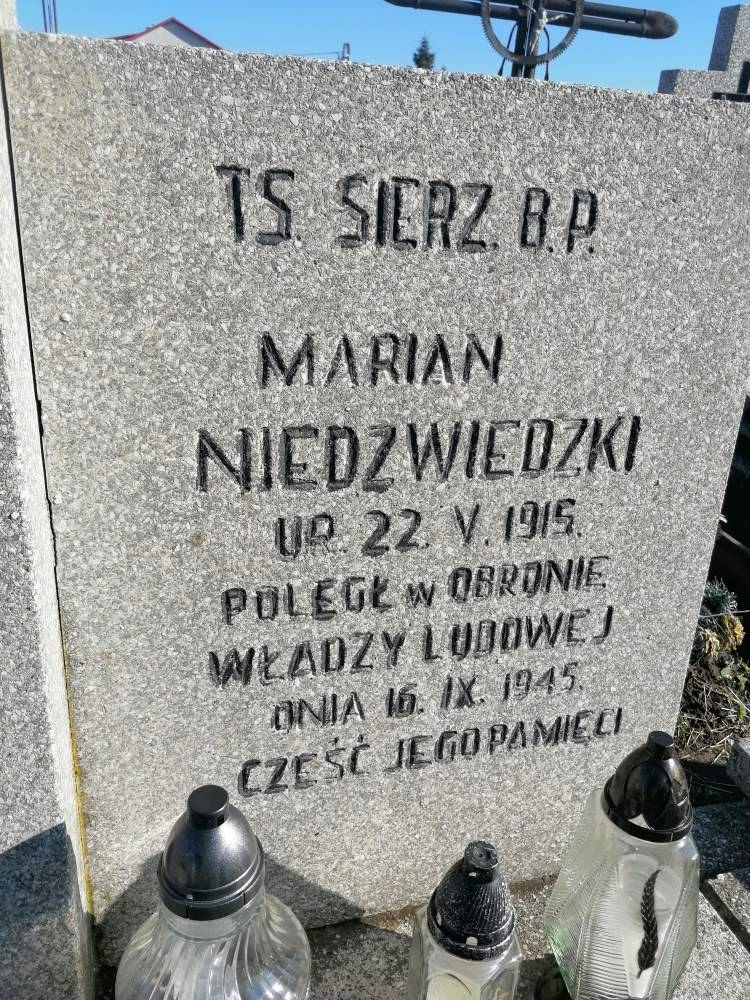 TS. SIERZ. B.P.
MARIAN
NIEDZWIEDZKI
UR. 22. V. 1915.
POLEGŁ W OBRONIE
WŁADZY LUDOWEJ
DNIA 16. IX. 1945.
CZEŚĆ JEGO PAMIĘCI